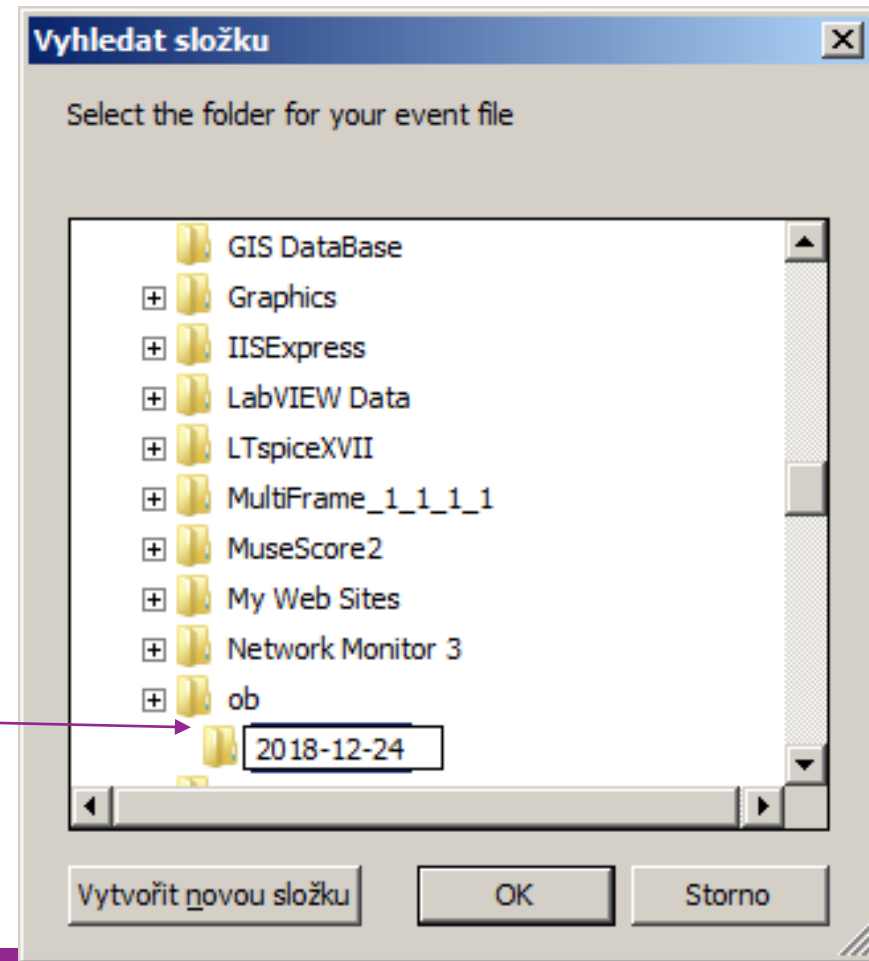 Vyhledat složku
Select the folder for your event file
GIS DataBase
Graphics
IISExpress
LabVIEW Data
LTspiceXVII
MultiFrame_1_1_1_1
MuseScore2
My Web Sites
Network Monitor 3
ob
2018-12-24
Vytvořit novou složku OK Storno